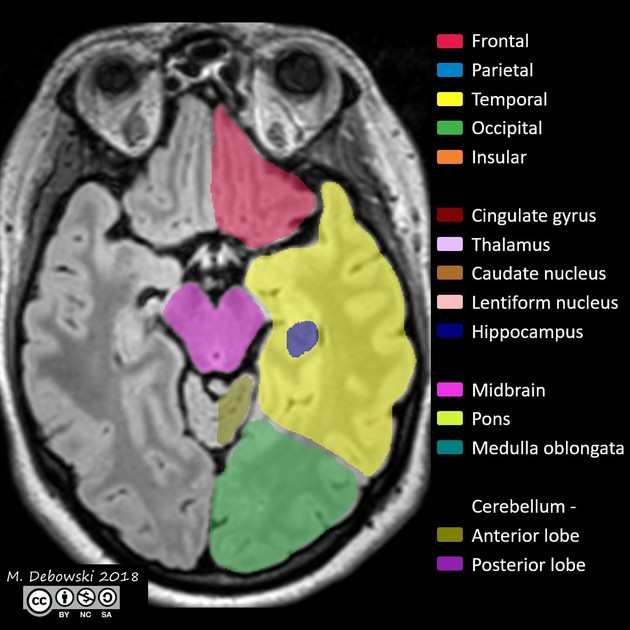 Frontal
Parietal
Temporal
Occipital
Insular
Cingulate gyrus
Thalamus
Caudate nucleus
Lentiform nucleus
Hippocampus
Midbrain
Pons
Medulla oblongata
Cerebellum -
Anterior lobe
Posterior lobe
M. Debowski 2018
cc
BY NC SA